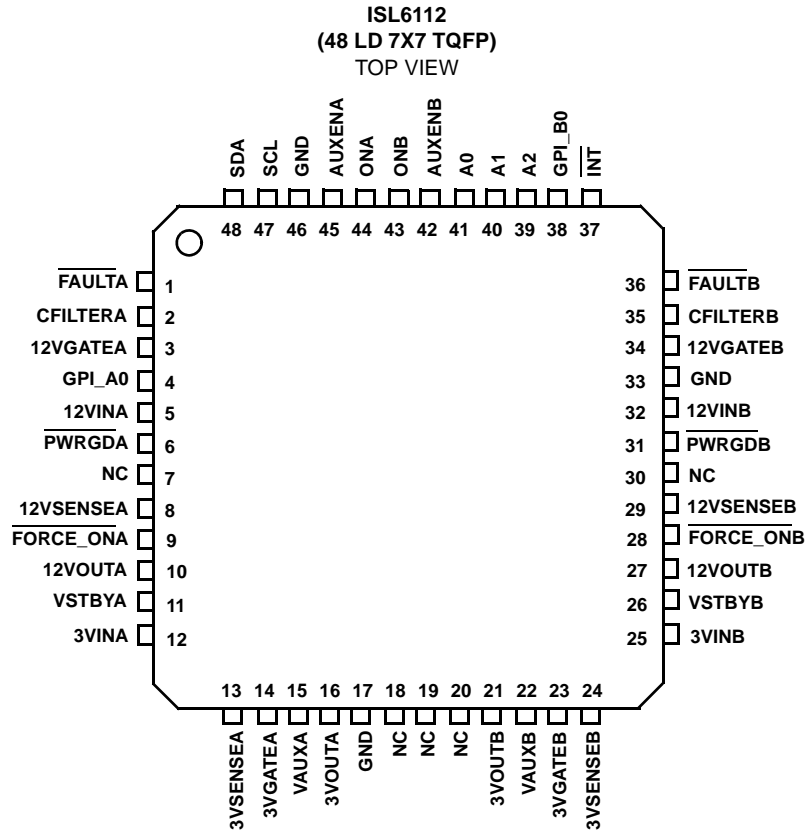 ISL6112
(48 LD 7X7 TQFP)
TOP VIEW
SDA
SCL
GND
AUXENA
ONA
ONB
AUXENB
A0
A1
A2
GPI_B0
INT
48 47 46 45 44 43 42 41 40 39 38 37
FAULTA 1
CFILTERA 2
12VGATEA 3
GPI_A0 4
12VINA 5
PWRGDA 6
NC 7
12VSENSEA 8
FORCE_ONA 9
12VOUTA 10
VSTBYA 11
3VINA 12
36 FAULTB
35 CFILTERB
34 12VGATEB
33 GND
32 12VINB
31 PWRGDB
30 NC
29 12VSENSEB
28 FORCE_ONB
27 12VOUTB
26 VSTBYB
25 3VINB
13 14 15 16 17 18 19 20 21 22 23 24
3VSENSEA
3VGATEA
VAUXA
3VOUTA
GND
NC
NC
NC
3VOUTB
VAUXB
3VGATEB
3VSENSEB